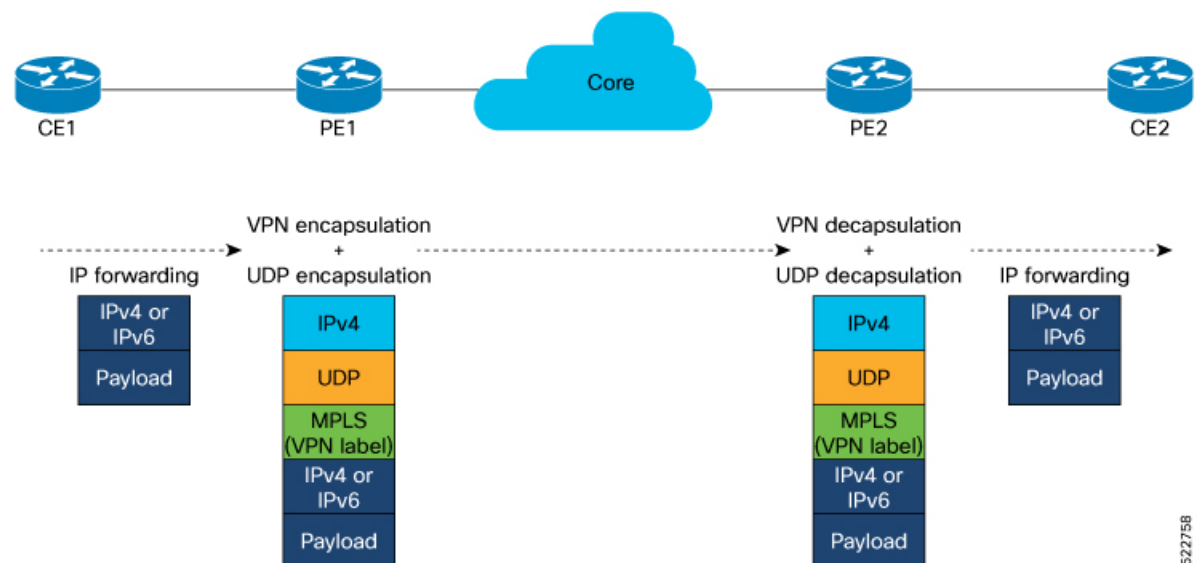 Core
CE1
PE1
PE2
CE2
VPN encapsulation
+
UDP encapsulation
VPN decapsulation
+
UDP decapsulation
IP forwarding
IP forwarding
IPv4 or
IPv6
Payload
IPv4
UDP
MPLS
(VPN label)
IPv4 or
IPv6
Payload
IPv4
UDP
MPLS
(VPN label)
IPv4 or
IPv6
Payload
IPv4 or
IPv6
Payload
522758